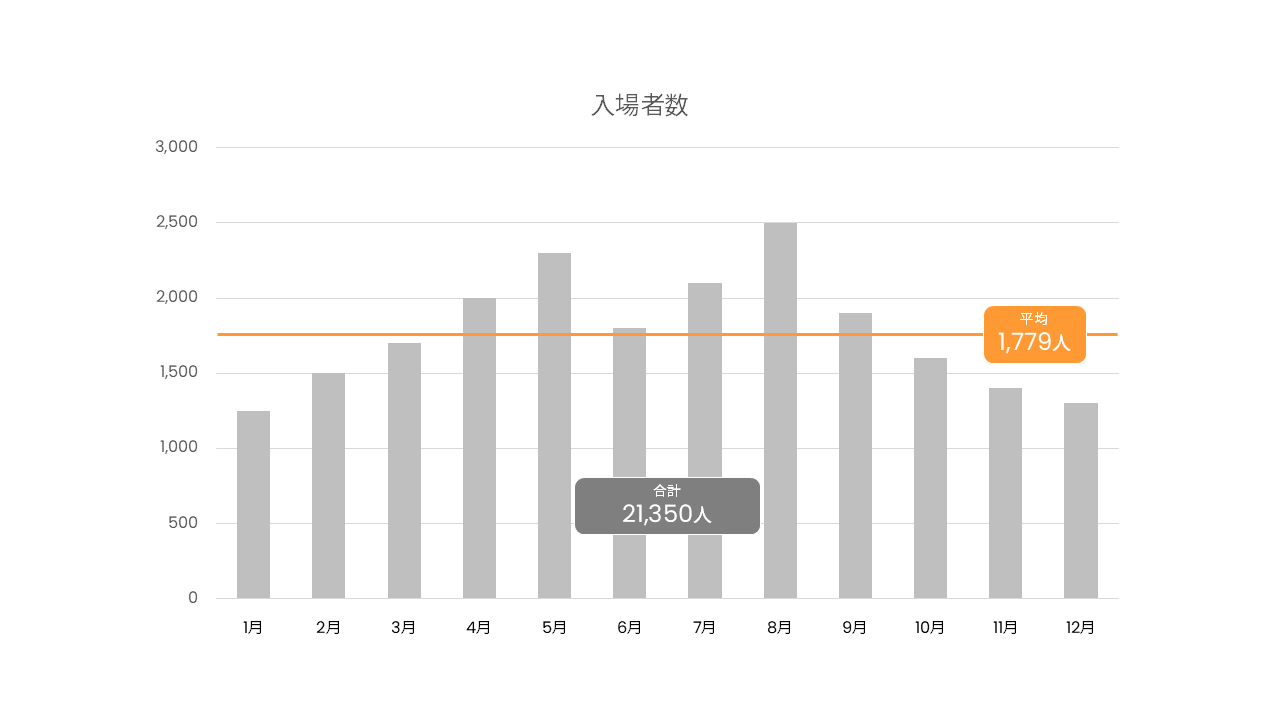 入場者数
3,000
2,500
2,000
1,500
1,000
500
0
平均
1,779人
合計
21,350人
1月 2月 3月 4月 5月 6月 7月 8月 9月 10月 11月 12月